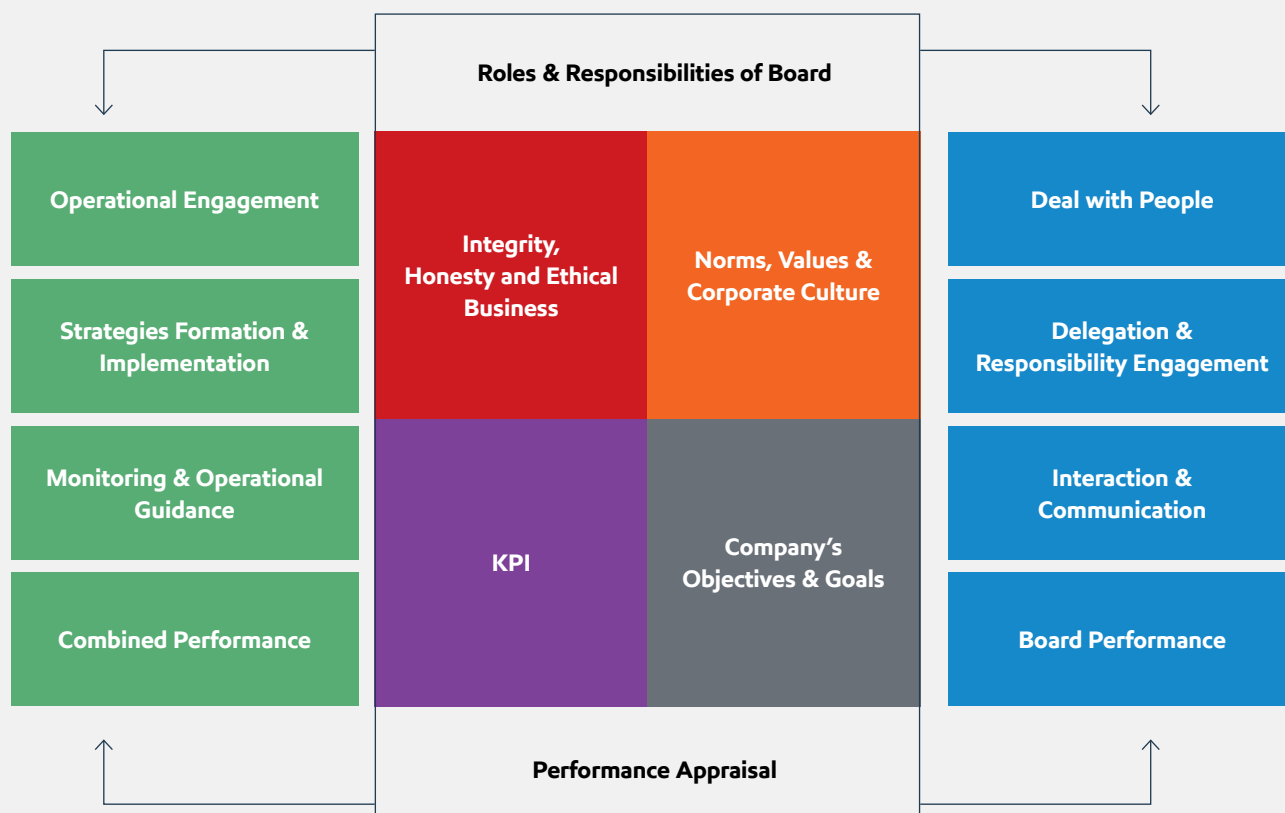 Roles & Responsibilities of Board
Operational Engagement
Strategies Formation &
Implementation
Monitoring & Operational
Guidance
Combined Performance
Integrity,
Honesty and Ethical
Business
Norms, Values &
Corporate Culture
KPI
Company’s
Objectives & Goals
Deal with People
Delegation &
Responsibility Engagement
Interaction &
Communication
Board Performance
Performance Appraisal